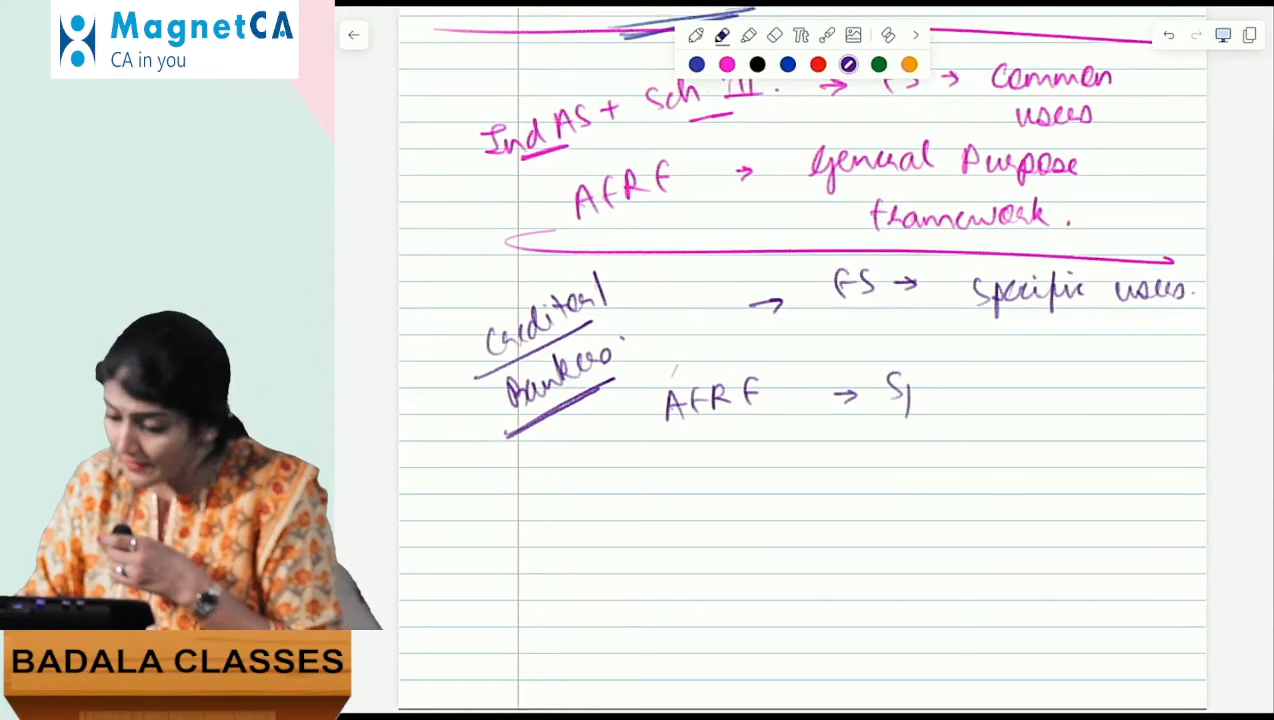 MagnetCA
CA in you
Ind AS + Sch III. → FS → Common
users
AFRF → General Purpose
framework.
Creditors/ → FS → Specific users.
Bankers.
AFRF → Sp
BADALA CLASSES